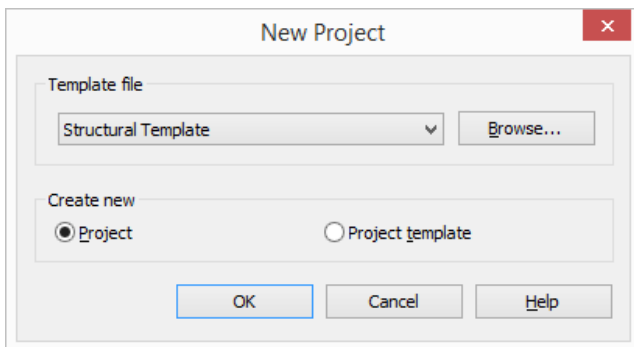 New Project
Template file
Structural Template
Browse...
Create new
Project
Project template
OK
Cancel
Help